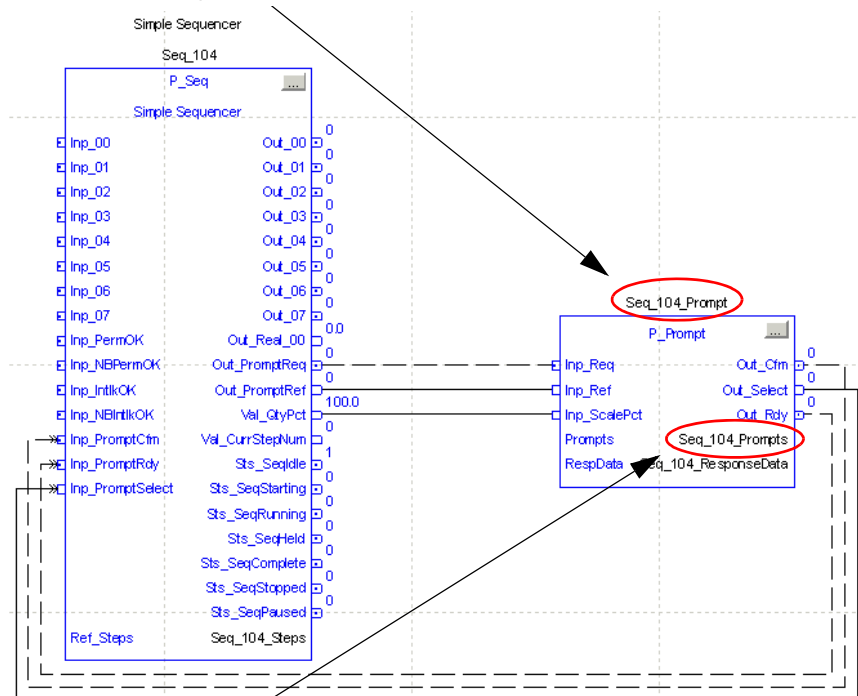 Simple Sequencer
Seq_104
P_Seq ...
Simple Sequencer
Inp_00 Out_00 0
Inp_01 Out_01 0
Inp_02 Out_02 0
Inp_03 Out_03 0
Inp_04 Out_04 0
Inp_05 Out_05 0
Inp_06 Out_06 0
Inp_07 Out_07 0
Inp_PermOK Out_Real_00 0.0
Inp_NBPermOK Out_PromptReq 0
Inp_IntlkOK Out_PromptRef 0
Inp_NBIntlkOK Val_QtyPct 100.0
Inp_PromptCfm Val_CurrStepNum 0
Inp_PromptRdy Sts_SeqIdle 1
Inp_PromptSelect Sts_SeqStarting 0
Sts_SeqRunning 0
Sts_SeqHeld 0
Sts_SeqComplete 0
Sts_SeqStopped 0
Sts_SeqPaused 0
Ref_Steps Seq_104_Steps
Seq_104_Prompt
P_Prompt ...
Inp_Req Out_Cfm 0
Inp_Ref Out_Select 0
Inp_ScalePct Out_Rdy 0
Prompts Seq_104_Prompts
RespData Seq_104_ResponseData